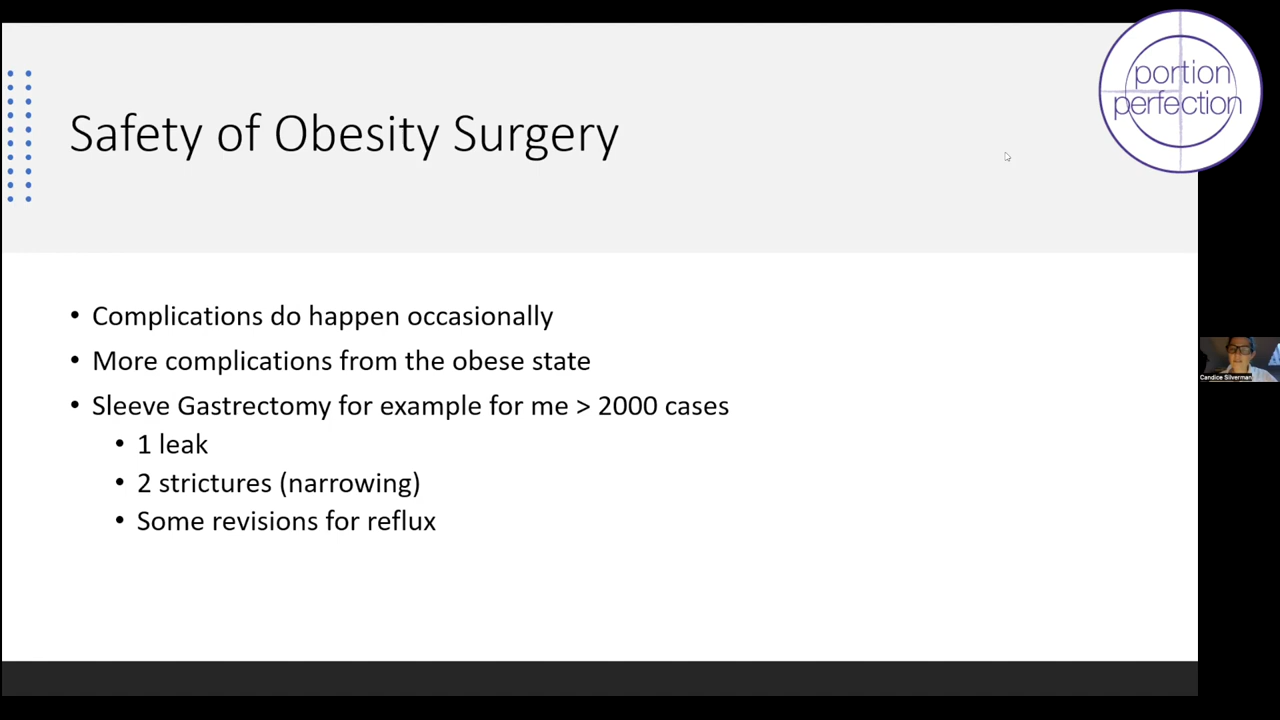 portion
perfection
Safety of Obesity Surgery
• Complications do happen occasionally
• More complications from the obese state
• Sleeve Gastrectomy for example for me > 2000 cases
• 1 leak
• 2 strictures (narrowing)
• Some revisions for reflux
Candice Silverman